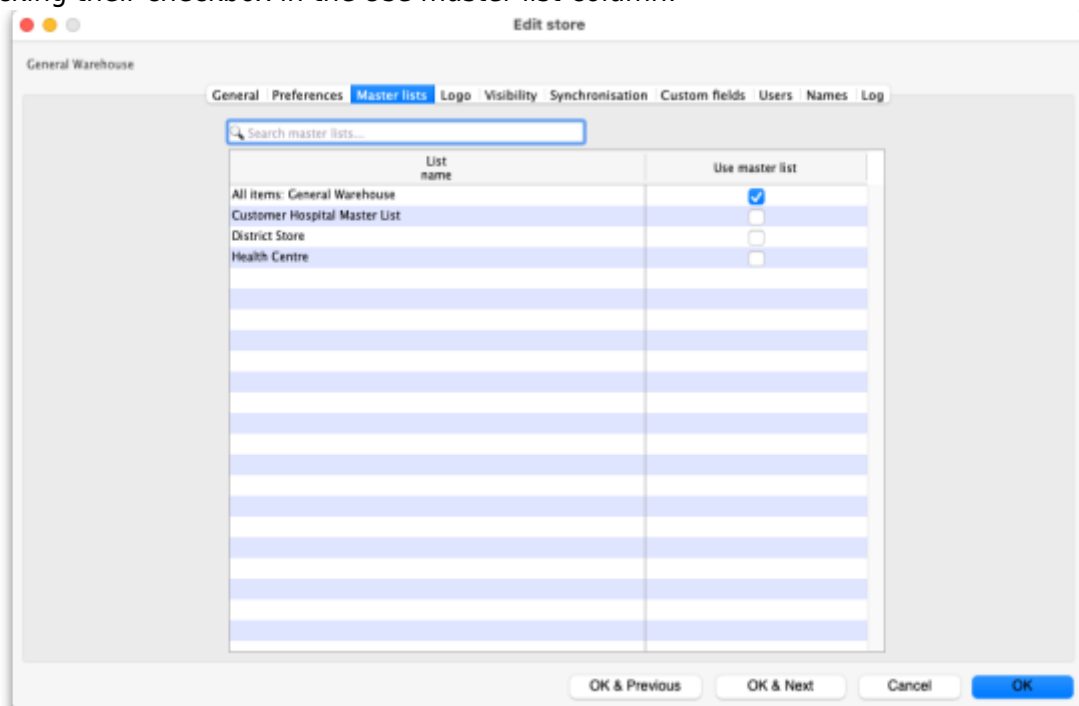 Edit store
General Warehouse
General Preferences Master lists Logo Visibility Synchronisation Custom fields Users Names Log
Search master lists...
List name Use master list
All items: General Warehouse
Customer Hospital Master List
District Store
Health Centre
OK & Previous OK & Next Cancel OK